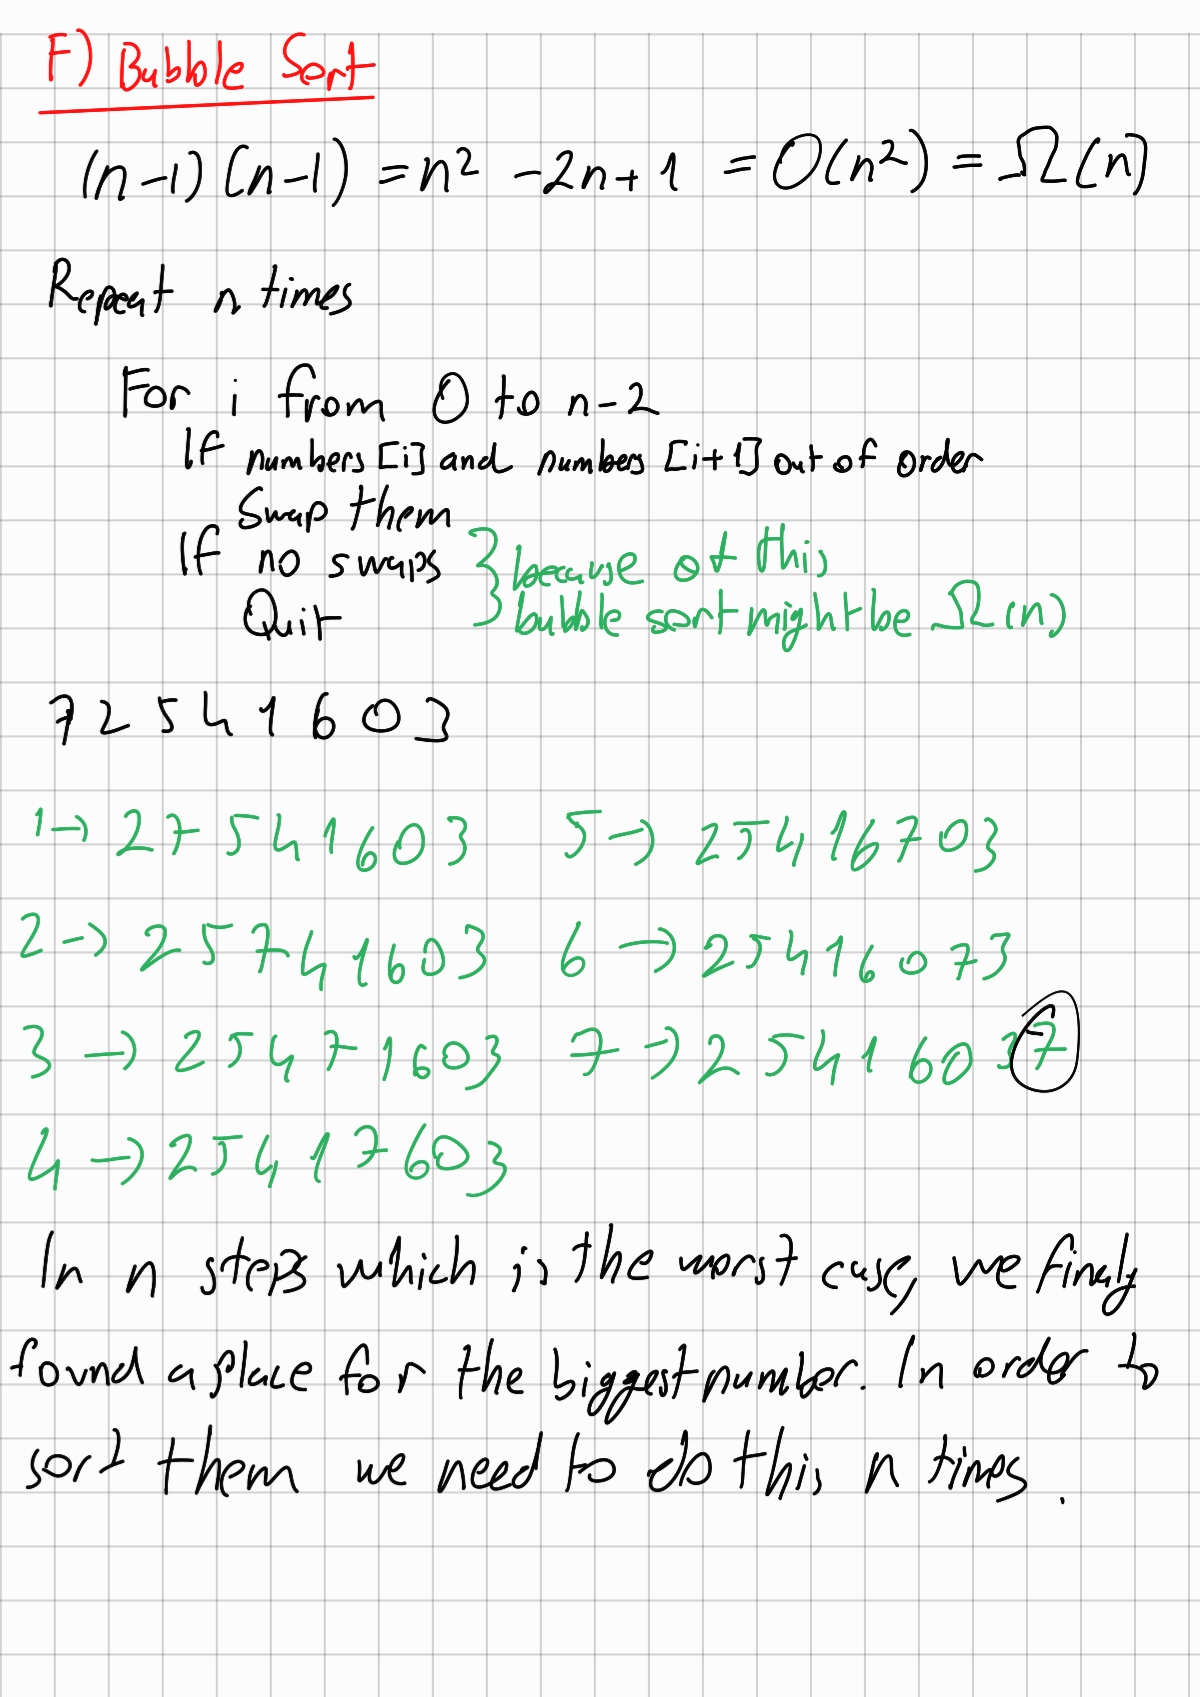 F) Bubble Sort
(n-1)(n-1) = n² - 2n + 1 = O(n²) = Ω(n)
Repeat n times
For i from 0 to n-2
If numbers [i] and numbers [i+1] out of order
Swap them
If no swaps
Quit
} because of this
bubble sort might be Ω(n)
7 2 5 4 1 6 0 3
1 → 2 7 5 4 1 6 0 3
2 → 2 5 7 4 1 6 0 3
3 → 2 5 4 7 1 6 0 3
4 → 2 5 4 1 7 6 0 3
5 → 2 5 4 1 6 7 0 3
6 → 2 5 4 1 6 0 7 3
7 → 2 5 4 1 6 0 3 7
In n steps which is the worst case, we finaly
found a place for the biggest number. In order to
sort them we need to do this n times.